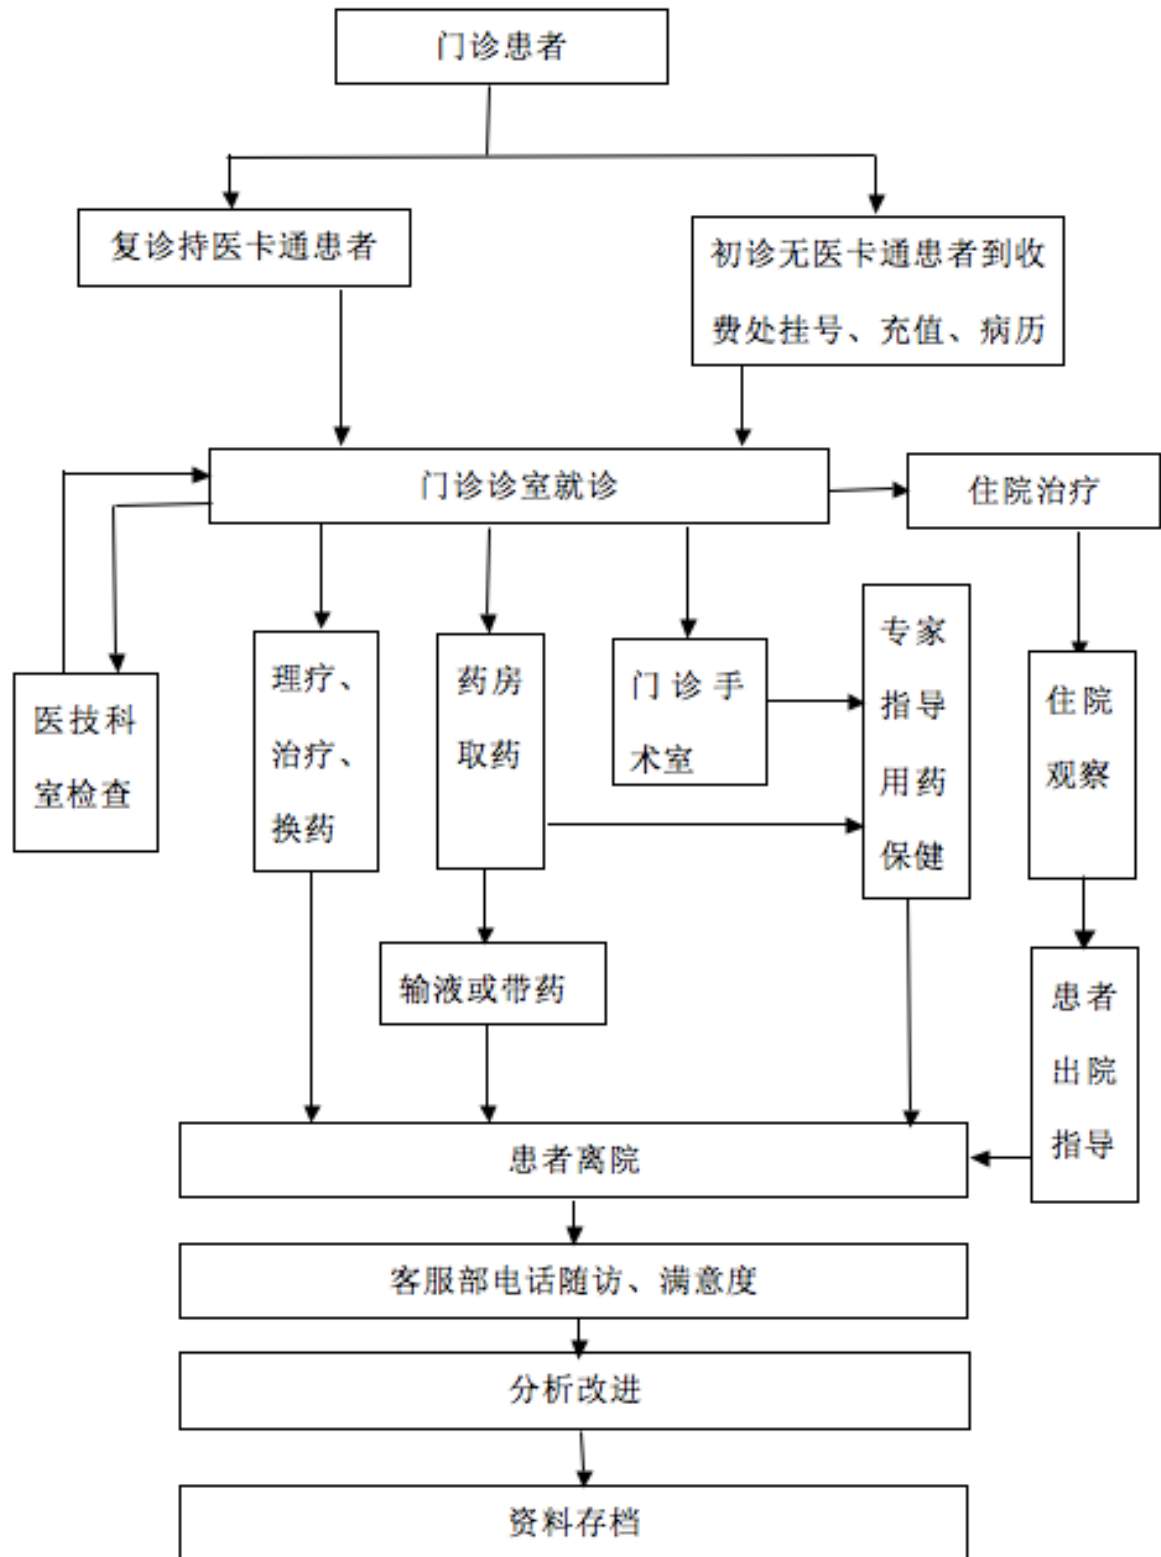 门诊患者
复诊持医卡通患者
初诊无医卡通患者到收
费处挂号、充值、病历
门诊诊室就诊
住院治疗
医技科
室检查
理疗、
治疗、
换药
药房
取药
门诊手
术室
专家
指导
用药
保健
住院
观察
输液或带药
患者
出院
指导
患者离院
客服部电话随访、满意度
分析改进
资料存档